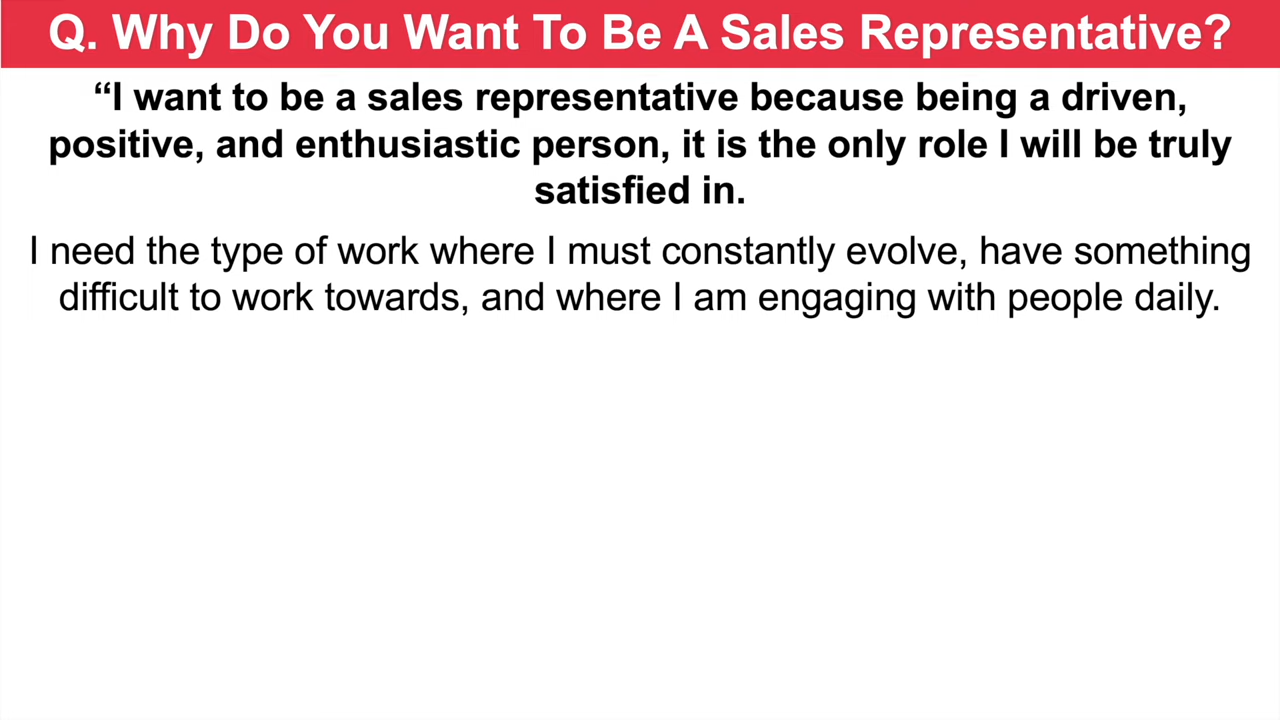 Q. Why Do You Want To Be A Sales Representative?
“I want to be a sales representative because being a driven,
positive, and enthusiastic person, it is the only role I will be truly
satisfied in.
I need the type of work where I must constantly evolve, have something
difficult to work towards, and where I am engaging with people daily.